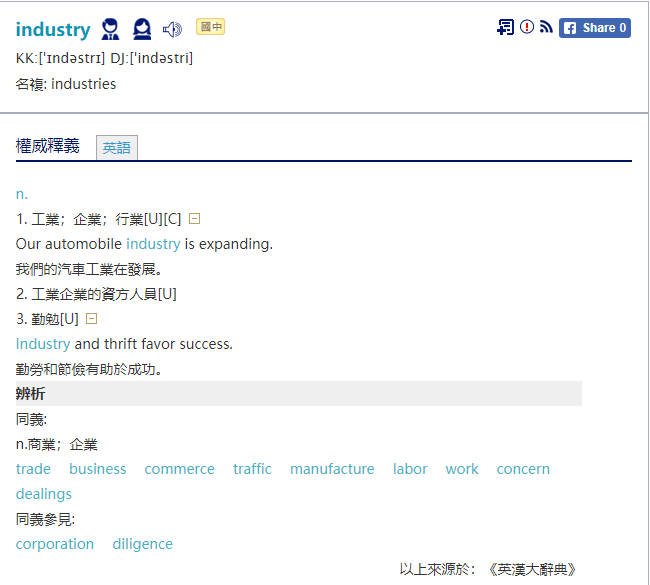 industry 國中 Share 0
KK:[ˈɪndəstrɪ] DJ:[ˈindəstri]
名複: industries
權威釋義 英語
n.
1. 工業；企業；行業[U][C]
Our automobile industry is expanding.
我們的汽車工業在發展。
2. 工業企業的資方人員[U]
3. 勤勉[U]
Industry and thrift favor success.
勤勞和節儉有助於成功。
辨析
同義:
n.商業；企業
trade business commerce traffic manufacture labor work concern
dealings
同義參見:
corporation diligence
以上來源於：《英漢大辭典》